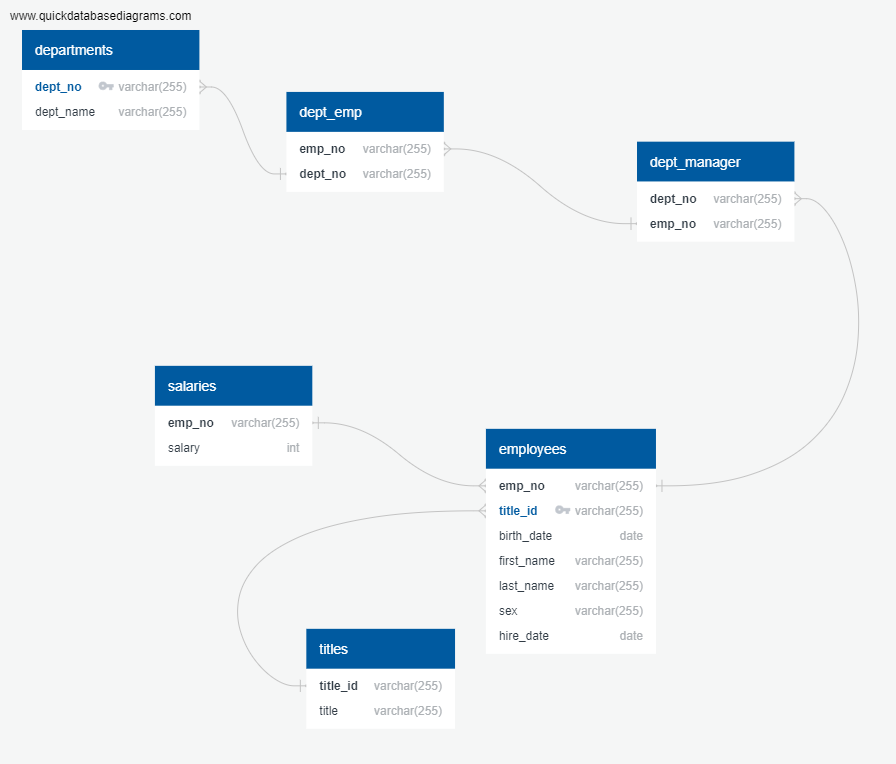 www.quickdatabasediagrams.com
departments
dept_no varchar(255)
dept_name varchar(255)
dept_emp
emp_no varchar(255)
dept_no varchar(255)
dept_manager
dept_no varchar(255)
emp_no varchar(255)
salaries
emp_no varchar(255)
salary int
employees
emp_no varchar(255)
title_id varchar(255)
birth_date date
first_name varchar(255)
last_name varchar(255)
sex varchar(255)
hire_date date
titles
title_id varchar(255)
title varchar(255)